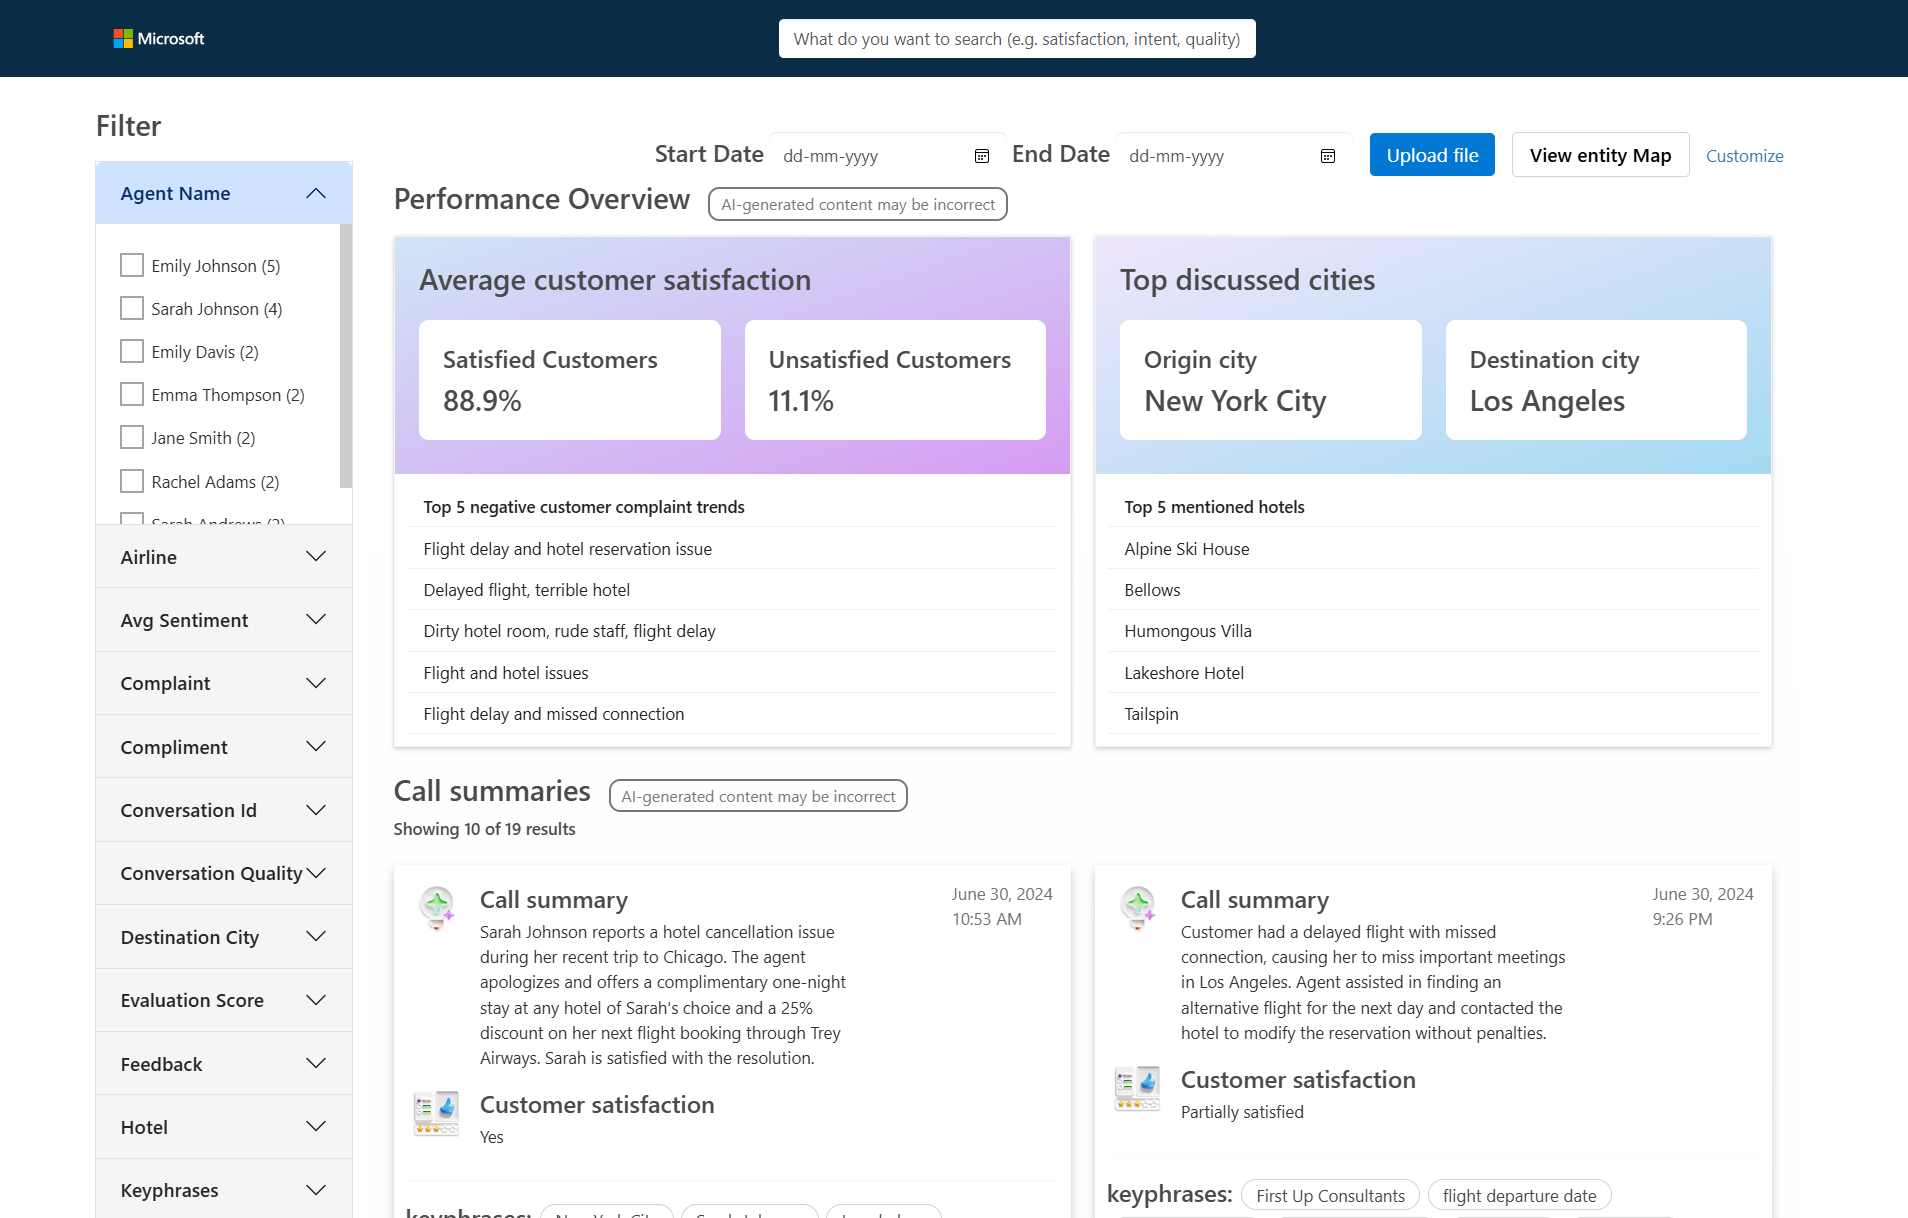 Microsoft
What do you want to search (e.g. satisfaction, intent, quality)
Filter
Start Date dd-mm-yyyy End Date dd-mm-yyyy Upload file View entity Map Customize
Agent Name
Emily Johnson (5)
Sarah Johnson (4)
Emily Davis (2)
Emma Thompson (2)
Jane Smith (2)
Rachel Adams (2)
Sarah Andrews (2)
Airline
Avg Sentiment
Complaint
Compliment
Conversation Id
Conversation Quality
Destination City
Evaluation Score
Feedback
Hotel
Keyphrases
Performance Overview AI-generated content may be incorrect
Average customer satisfaction
Satisfied Customers
88.9%
Unsatisfied Customers
11.1%
Top 5 negative customer complaint trends
Flight delay and hotel reservation issue
Delayed flight, terrible hotel
Dirty hotel room, rude staff, flight delay
Flight and hotel issues
Flight delay and missed connection
Top discussed cities
Origin city
New York City
Destination city
Los Angeles
Top 5 mentioned hotels
Alpine Ski House
Bellows
Humongous Villa
Lakeshore Hotel
Tailspin
Call summaries AI-generated content may be incorrect
Showing 10 of 19 results
Call summary
June 30, 2024
10:53 AM
Sarah Johnson reports a hotel cancellation issue
during her recent trip to Chicago. The agent
apologizes and offers a complimentary one-night
stay at any hotel of Sarah's choice and a 25%
discount on her next flight booking through Trey
Airways. Sarah is satisfied with the resolution.
Customer satisfaction
Yes
keyphrases: New York City
Call summary
June 30, 2024
9:26 PM
Customer had a delayed flight with missed
connection, causing her to miss important meetings
in Los Angeles. Agent assisted in finding an
alternative flight for the next day and contacted the
hotel to modify the reservation without penalties.
Customer satisfaction
Partially satisfied
keyphrases: First Up Consultants flight departure date